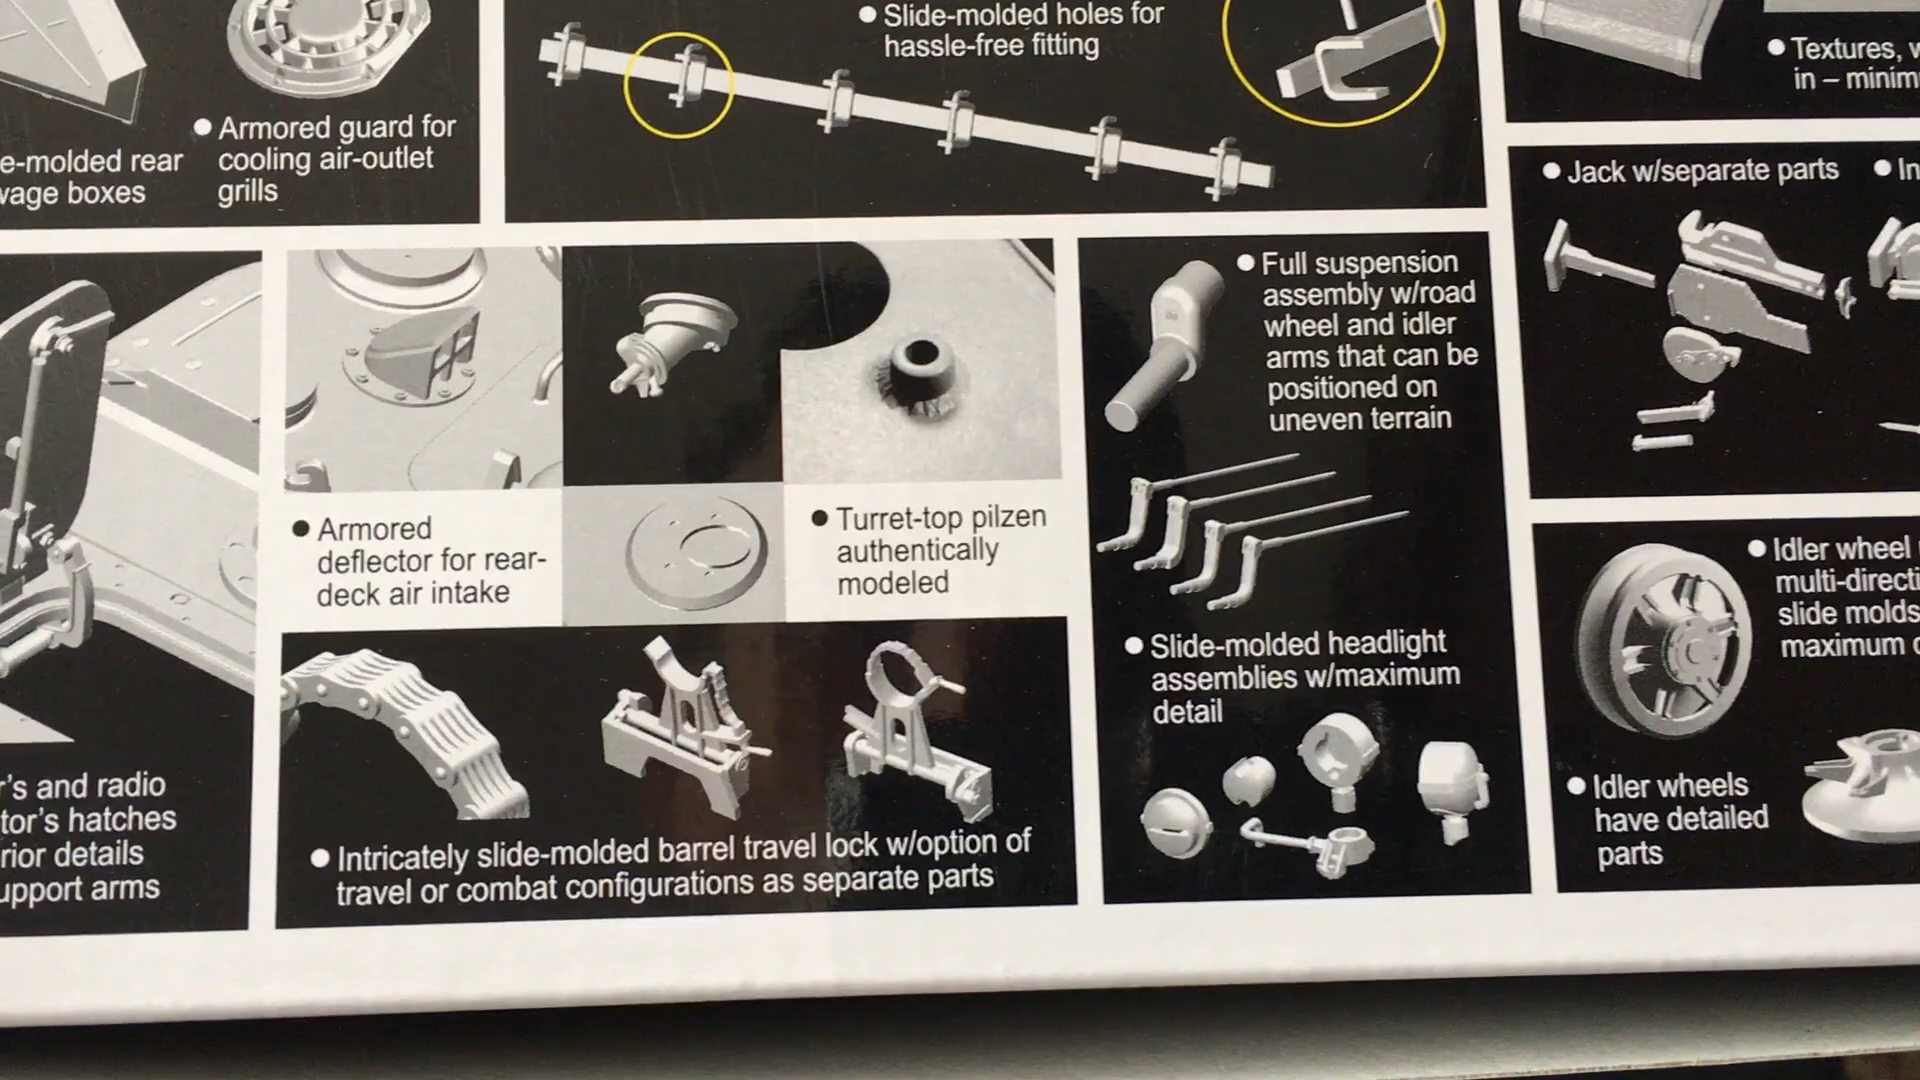 ● Slide-molded holes for
hassle-free fitting
● Armored guard for
cooling air-outlet
grills
e-molded rear
boxes
● Textures,
in – 
● Jack w/separate parts
● Full suspension
assembly w/road
wheel and idler
arms that can be
positioned on
uneven terrain
● Armored
deflector for rear-
deck air intake
● Turret-top pilzen
authentically
modeled
● Slide-molded headlight
assemblies w/maximum
detail
● Idler wheel
slide molds
maximum
● Idler wheels
have detailed
parts
r's and radio
tor's hatches
rior details
upport arms
● Intricately slide-molded barrel travel lock w/option of
travel or combat configurations as separate parts